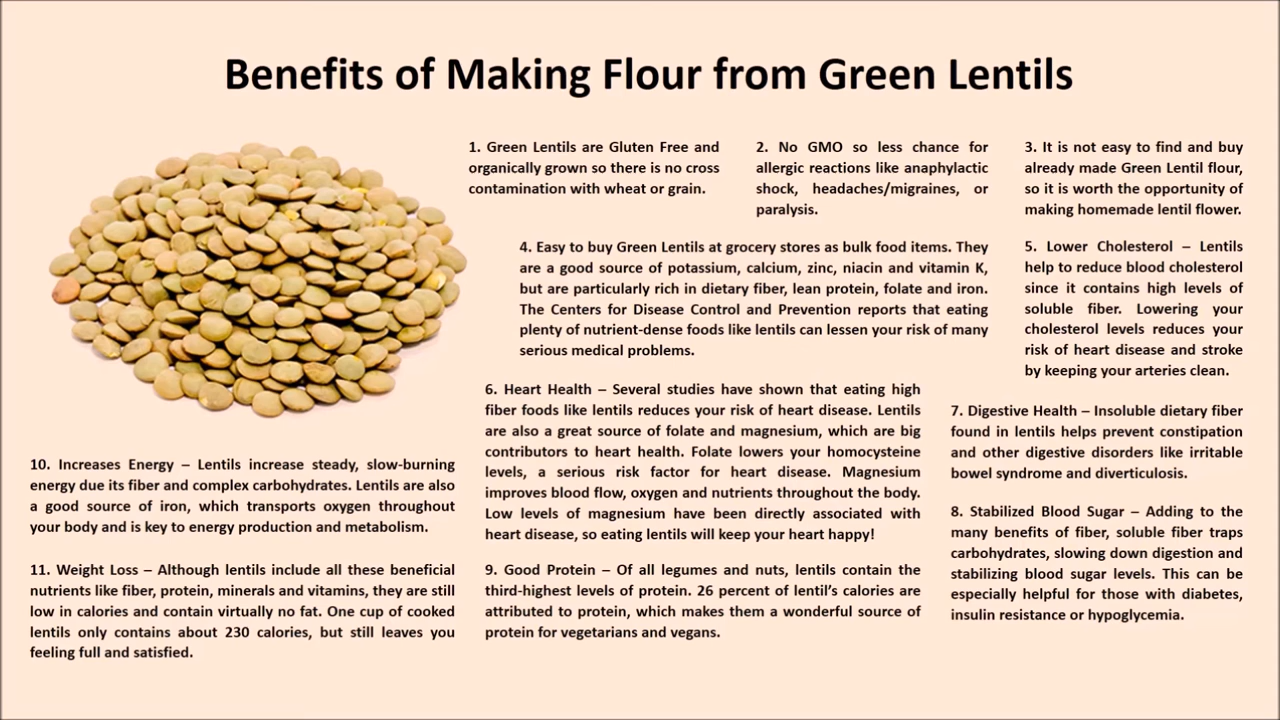 Benefits of Making Flour from Green Lentils
1. Green Lentils are Gluten Free and
organically grown so there is no cross
contamination with wheat or grain.
2. No GMO so less chance for
allergic reactions like anaphylactic
shock, headaches/migraines, or
paralysis.
3. It is not easy to find and buy
already made Green Lentil flour,
so it is worth the opportunity of
making homemade lentil flower.
4. Easy to buy Green Lentils at grocery stores as bulk food items. They
are a good source of potassium, calcium, zinc, niacin and vitamin K,
but are particularly rich in dietary fiber, lean protein, folate and iron.
The Centers for Disease Control and Prevention reports that eating
plenty of nutrient-dense foods like lentils can lessen your risk of many
serious medical problems.
5. Lower Cholesterol – Lentils
help to reduce blood cholesterol
since it contains high levels of
soluble fiber. Lowering your
cholesterol levels reduces your
risk of heart disease and stroke
by keeping your arteries clean.
6. Heart Health – Several studies have shown that eating high
fiber foods like lentils reduces your risk of heart disease. Lentils
are also a great source of folate and magnesium, which are big
contributors to heart health. Folate lowers your homocysteine
levels, a serious risk factor for heart disease. Magnesium
improves blood flow, oxygen and nutrients throughout the body.
Low levels of magnesium have been directly associated with
heart disease, so eating lentils will keep your heart happy!
7. Digestive Health – Insoluble dietary fiber
found in lentils helps prevent constipation
and other digestive disorders like irritable
bowel syndrome and diverticulosis.
8. Stabilized Blood Sugar – Adding to the
many benefits of fiber, soluble fiber traps
carbohydrates, slowing down digestion and
stabilizing blood sugar levels. This can be
especially helpful for those with diabetes,
insulin resistance or hypoglycemia.
9. Good Protein – Of all legumes and nuts, lentils contain the
third-highest levels of protein. 26 percent of lentil's calories are
attributed to protein, which makes them a wonderful source of
protein for vegetarians and vegans.
10. Increases Energy – Lentils increase steady, slow-burning
energy due its fiber and complex carbohydrates. Lentils are also
a good source of iron, which transports oxygen throughout
your body and is key to energy production and metabolism.
11. Weight Loss – Although lentils include all these beneficial
nutrients like fiber, protein, minerals and vitamins, they are still
low in calories and contain virtually no fat. One cup of cooked
lentils only contains about 230 calories, but still leaves you
feeling full and satisfied.